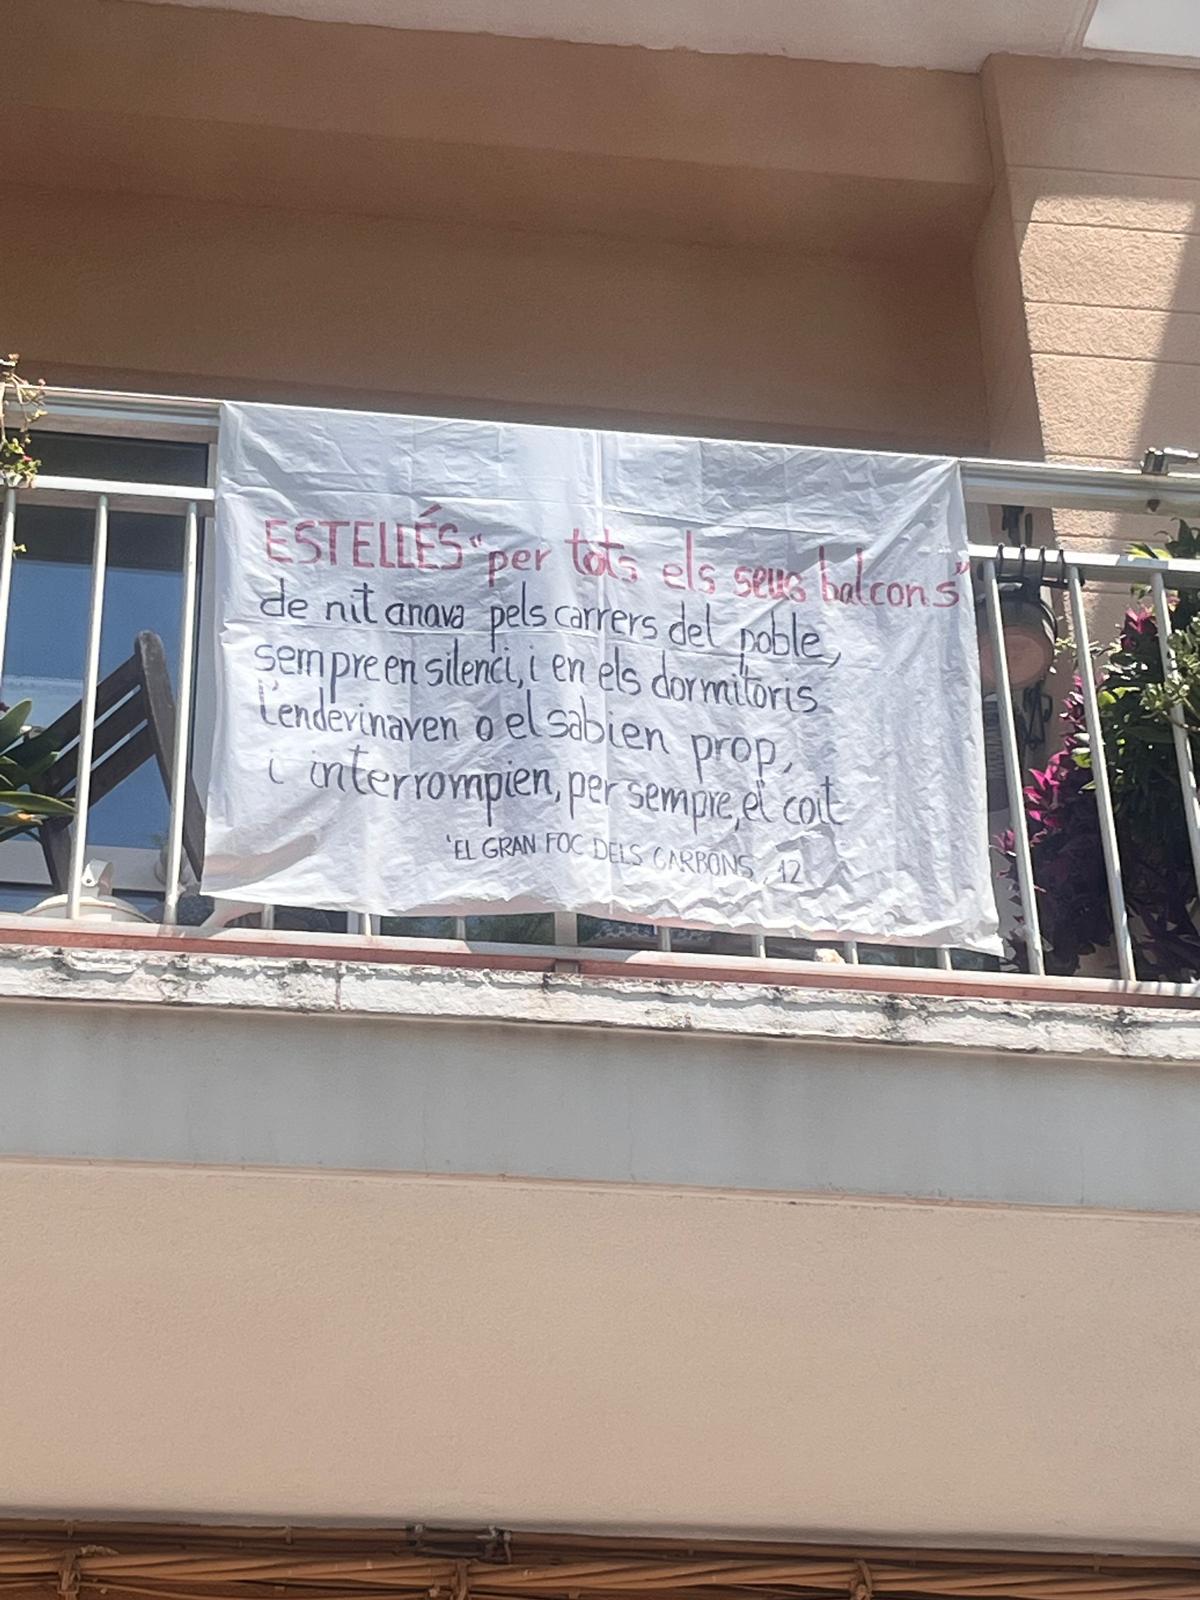 ESTELLÉS "per tots els seus balcons"
de nit anava pels carrers del poble,
sempre en silenci, i en els dormitoris
l'endevinaven o el sabien prop,
i interrompien, per sempre, el coit
'EL GRAN FOC DELS GARBONS, 12